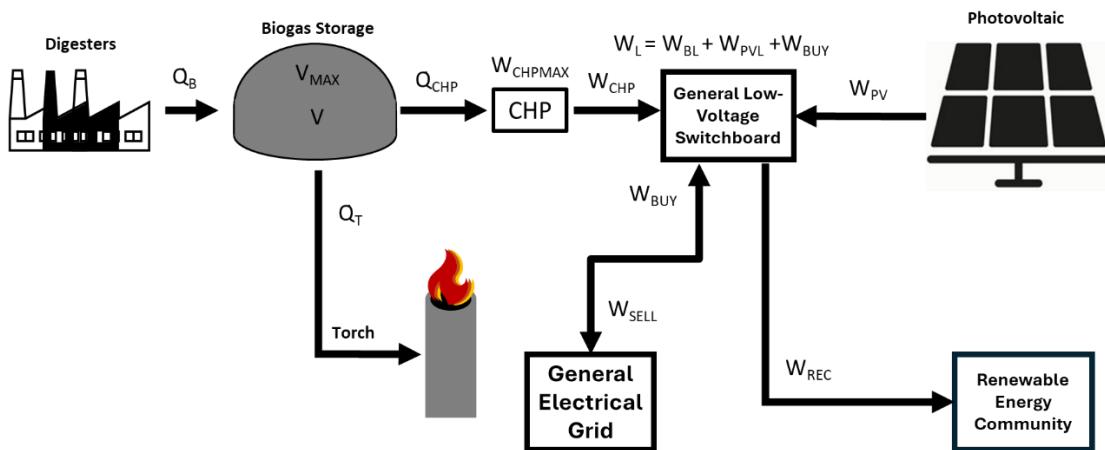 Digesters
Q_B
Biogas Storage
V_MAX
V
Q_CHP
W_CHPMAX
CHP
W_CHP
W_L = W_BL + W_PVL + W_BUY
General Low-
Voltage
Switchboard
W_PV
Photovoltaic
Q_T
Torch
W_BUY
W_SELL
General
Electrical
Grid
W_REC
Renewable
Energy
Community